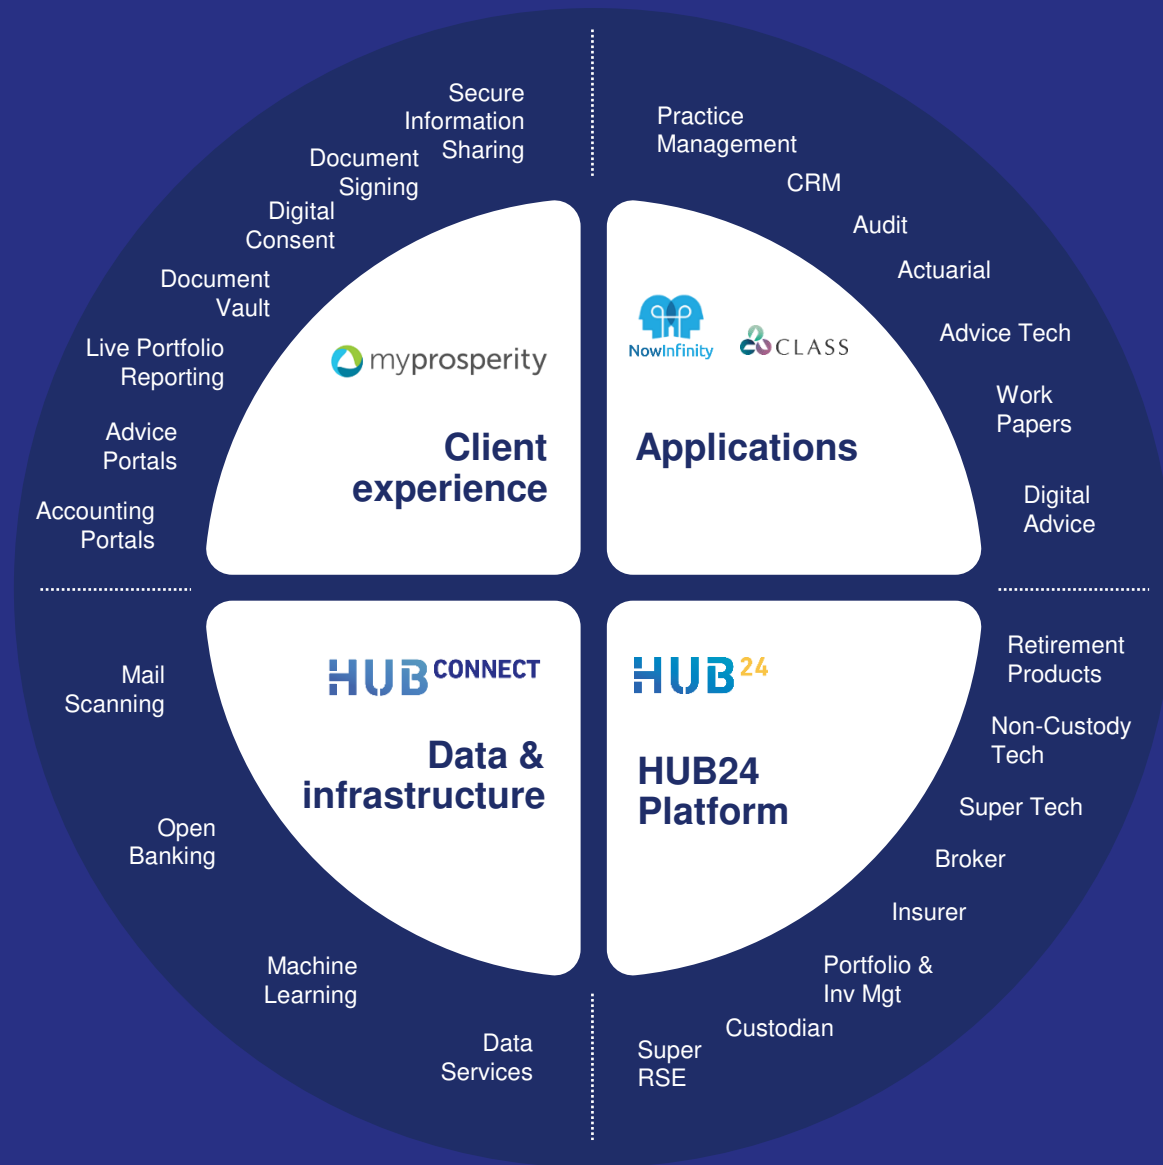 Secure
Information
Sharing
Document
Signing
Digital
Consent
Document
Vault
Live Portfolio
Reporting
Advice
Portals
Accounting
Portals
myprosperity
Client
experience
Practice
Management
CRM
Audit
Actuarial
Advice Tech
Work
Papers
Digital
Advice
NowInfinity
CLASS
Applications
Mail
Scanning
Open
Banking
Machine
Learning
Data
Services
HUB CONNECT
Data &
infrastructure
HUB24
HUB24
Platform
Retirement
Products
Non-Custody
Tech
Super Tech
Broker
Insurer
Portfolio &
Inv Mgt
Custodian
Super
RSE